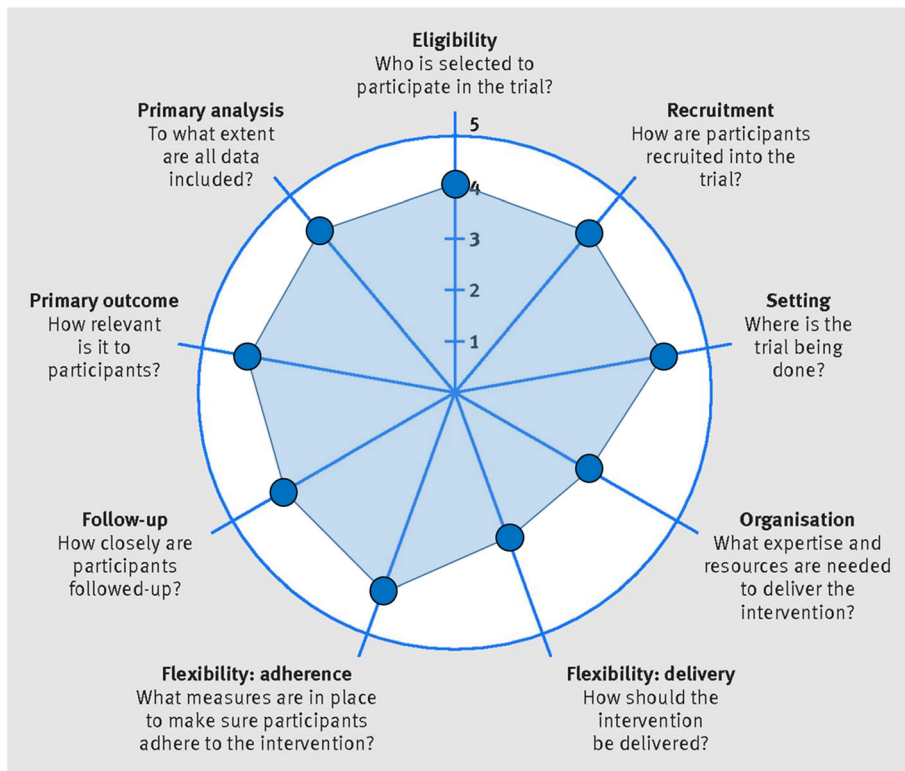 Eligibility
Who is selected to
participate in the trial?
Primary analysis
To what extent
are all data
included?
Recruitment
How are participants
recruited into the
trial?
5
4
3
2
1
Primary outcome
How relevant
is it to
participants?
Setting
Where is the
trial being
done?
Follow-up
How closely are
participants
followed-up?
Organisation
What expertise and
resources are needed
to deliver the
intervention?
Flexibility: adherence
What measures are in place
to make sure participants
adhere to the intervention?
Flexibility: delivery
How should the
intervention
be delivered?